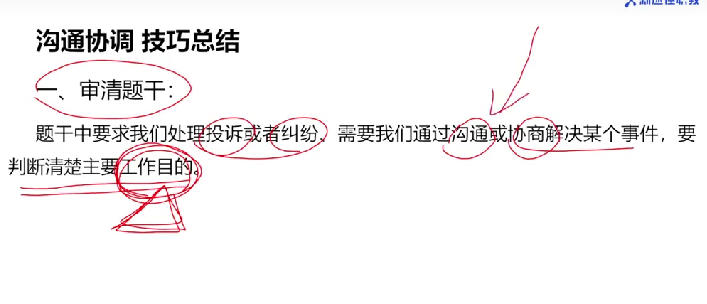 沟通协调 技巧总结
一、审清题干：
题干中要求我们处理投诉或者纠纷、需要我们通过沟通或协商解决某个事件，要
判断清楚主要工作目的。